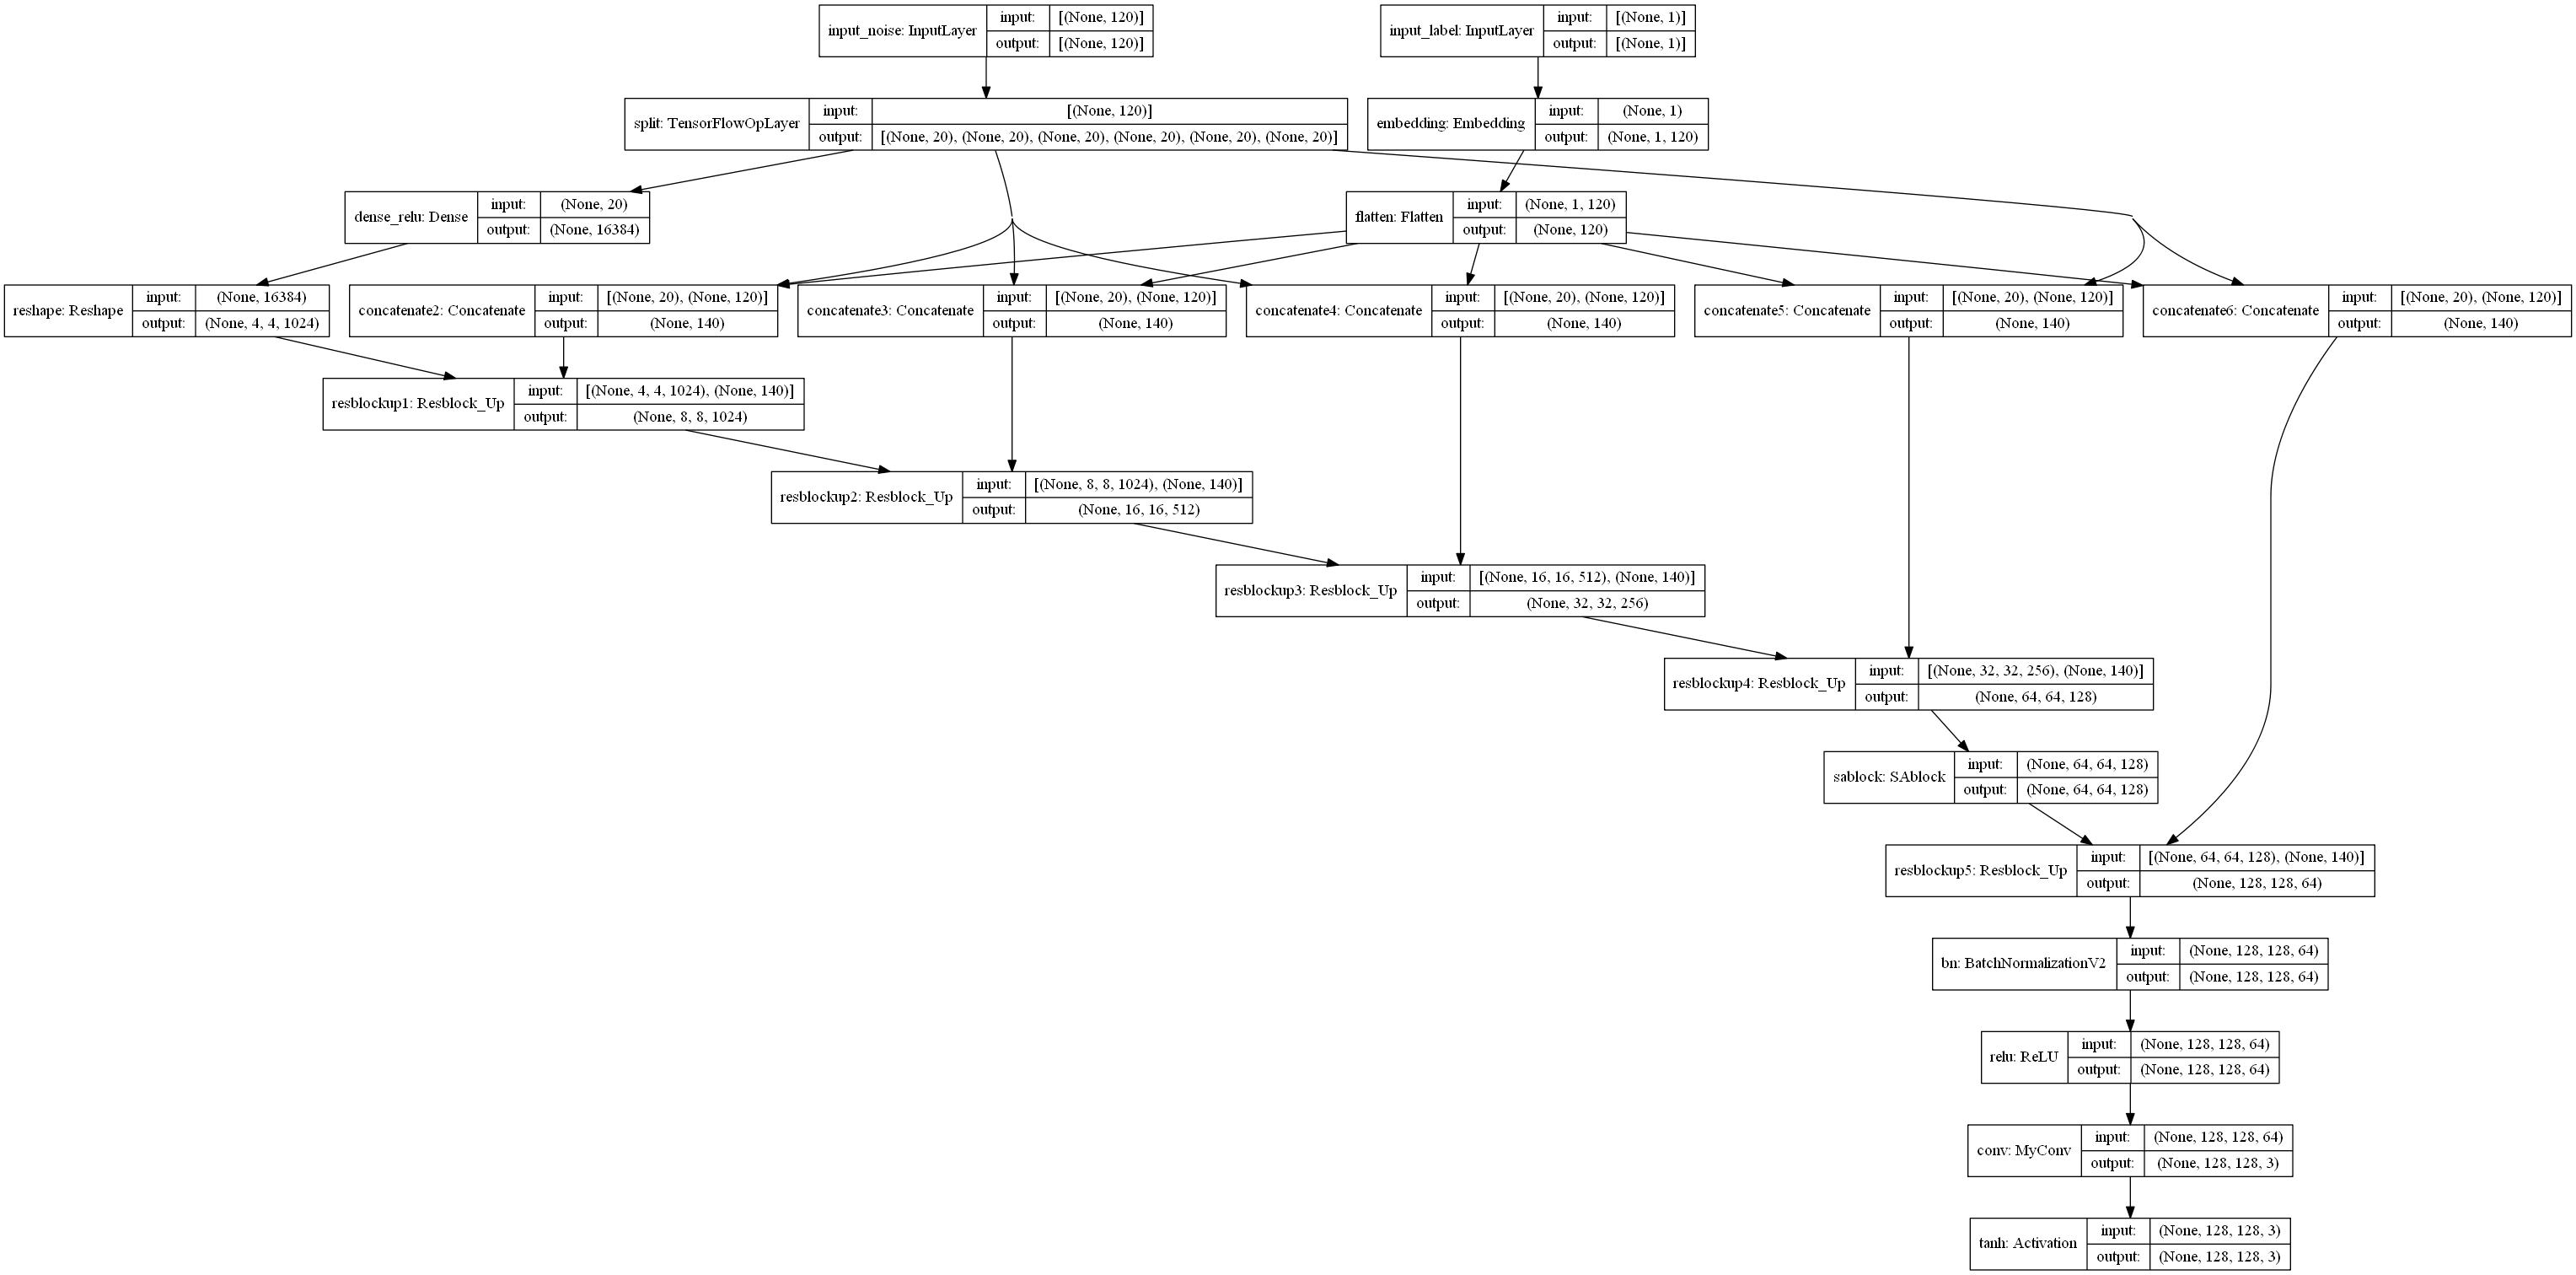 input_noise: InputLayer
input:
[(None, 120)]
output:
[(None, 120)]
input_label: InputLayer
input:
[(None, 1)]
output:
[(None, 1)]
split: TensorFlowOpLayer
input:
[(None, 120)]
output:
[(None, 20), (None, 20), (None, 20), (None, 20), (None, 20), (None, 20)]
embedding: Embedding
input:
(None, 1)
output:
(None, 1, 120)
dense_relu: Dense
input:
(None, 20)
output:
(None, 16384)
flatten: Flatten
input:
(None, 1, 120)
output:
(None, 120)
reshape: Reshape
input:
(None, 16384)
output:
(None, 4, 4, 1024)
concatenate2: Concatenate
input:
[(None, 20), (None, 120)]
output:
(None, 140)
concatenate3: Concatenate
input:
[(None, 20), (None, 120)]
output:
(None, 140)
concatenate4: Concatenate
input:
[(None, 20), (None, 120)]
output:
(None, 140)
concatenate5: Concatenate
input:
[(None, 20), (None, 120)]
output:
(None, 140)
concatenate6: Concatenate
input:
[(None, 20), (None, 120)]
output:
(None, 140)
resblockup1: Resblock_Up
input:
[(None, 4, 4, 1024), (None, 140)]
output:
(None, 8, 8, 1024)
resblockup2: Resblock_Up
input:
[(None, 8, 8, 1024), (None, 140)]
output:
(None, 16, 16, 512)
resblockup3: Resblock_Up
input:
[(None, 16, 16, 512), (None, 140)]
output:
(None, 32, 32, 256)
resblockup4: Resblock_Up
input:
[(None, 32, 32, 256), (None, 140)]
output:
(None, 64, 64, 128)
sablock: SAblock
input:
(None, 64, 64, 128)
output:
(None, 64, 64, 128)
resblockup5: Resblock_Up
input:
[(None, 64, 64, 128), (None, 140)]
output:
(None, 128, 128, 64)
bn: BatchNormalizationV2
input:
(None, 128, 128, 64)
output:
(None, 128, 128, 64)
relu: ReLU
input:
(None, 128, 128, 64)
output:
(None, 128, 128, 64)
conv: MyConv
input:
(None, 128, 128, 64)
output:
(None, 128, 128, 3)
tanh: Activation
input:
(None, 128, 128, 3)
output:
(None, 128, 128, 3)